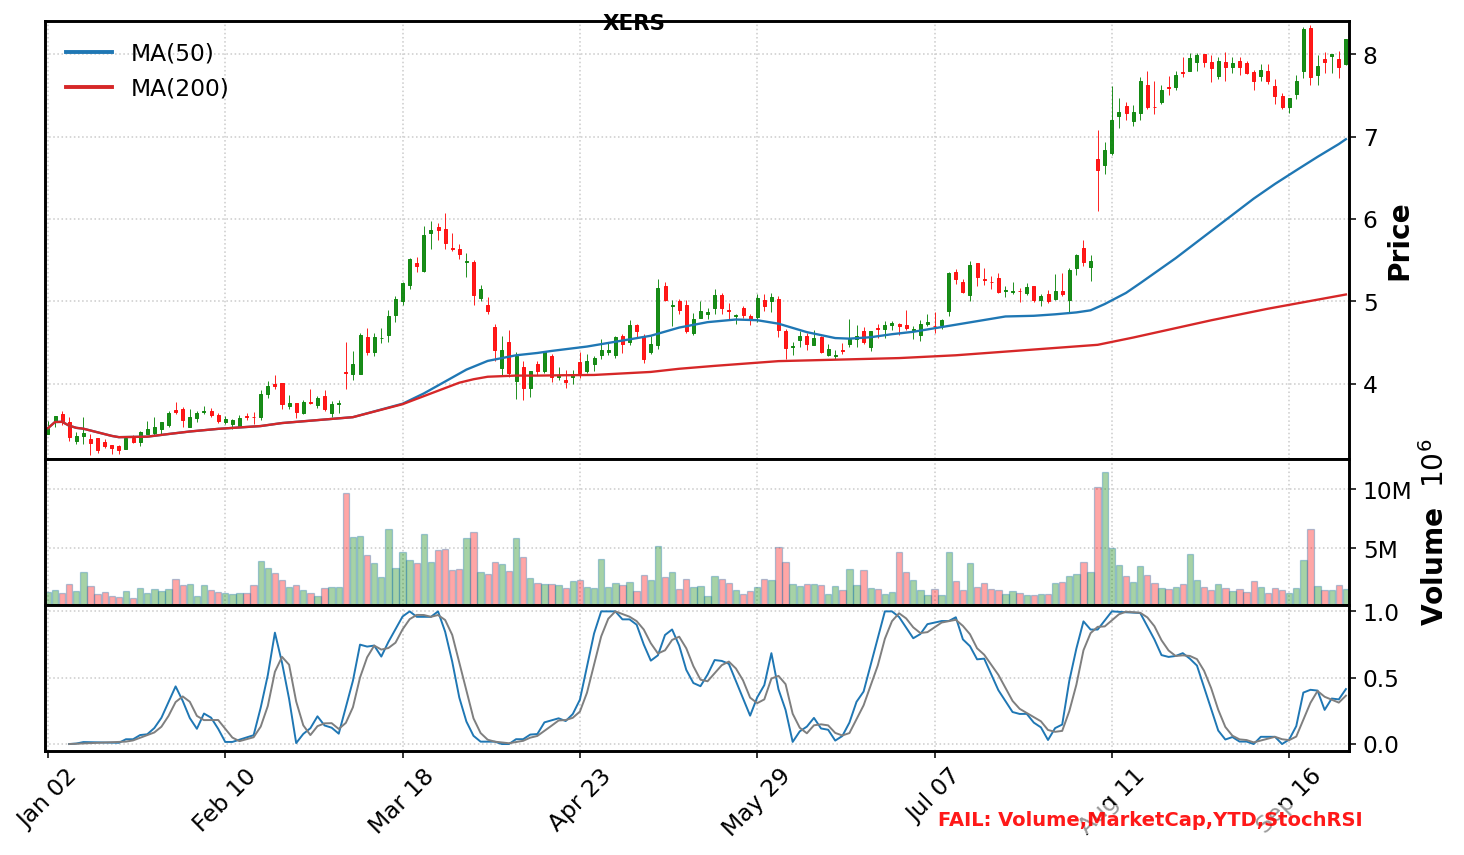 XERS
MA(50)
MA(200)
8
7
6
5
4
Price
10M
5M
Volume 10^6
1.0
0.5
0.0
Jan 02
Feb 10
Mar 18
Apr 23
May 29
Jul 07
Aug 11
Sep 16
FAIL: Volume,MarketCap,YTD,StochRSI